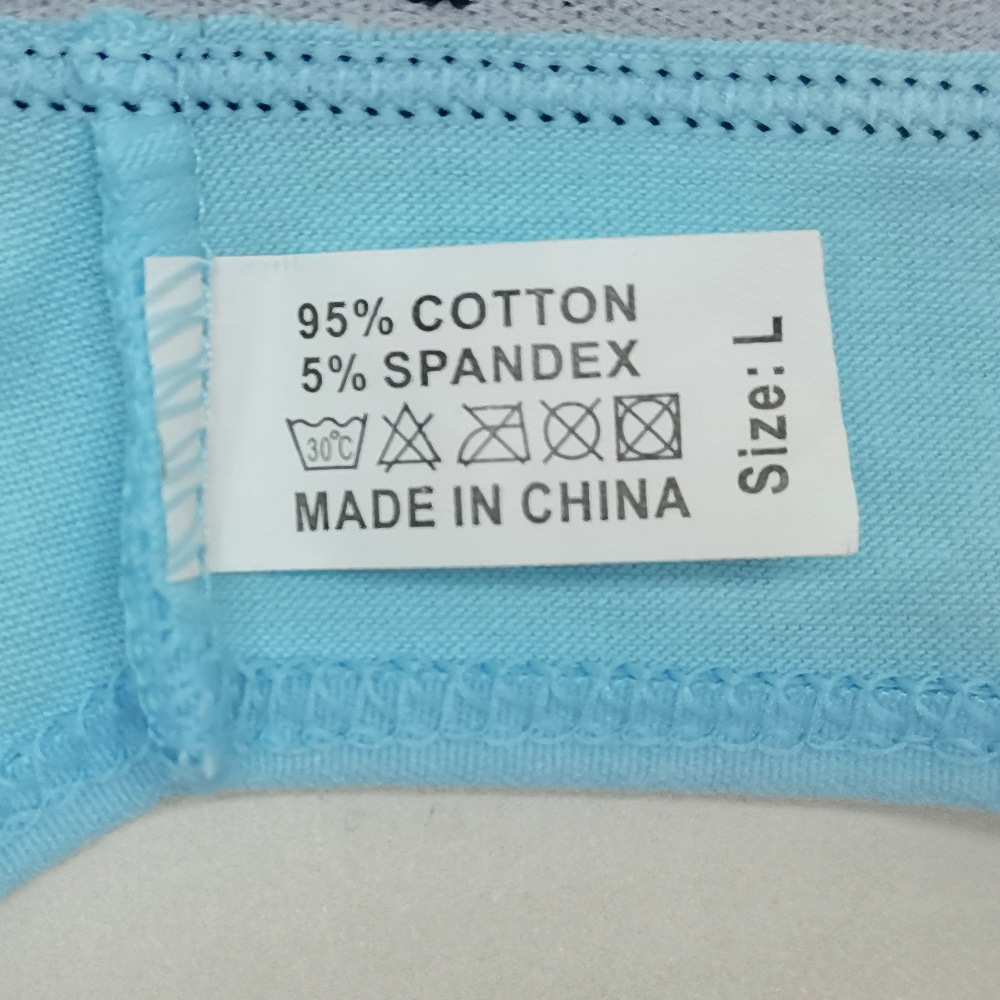 95% COTTON
5% SPANDEX
30°C
MADE IN CHINA
Size: L